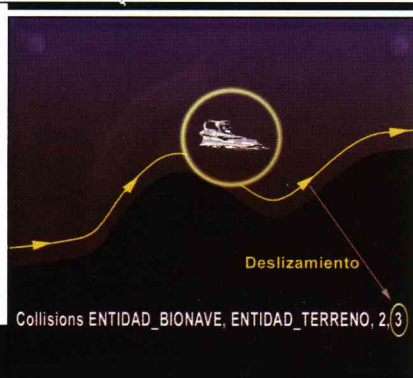 Deslizamiento
Collisions ENTIDAD_BIONAVE, ENTIDAD_TERRENO, 2, 3